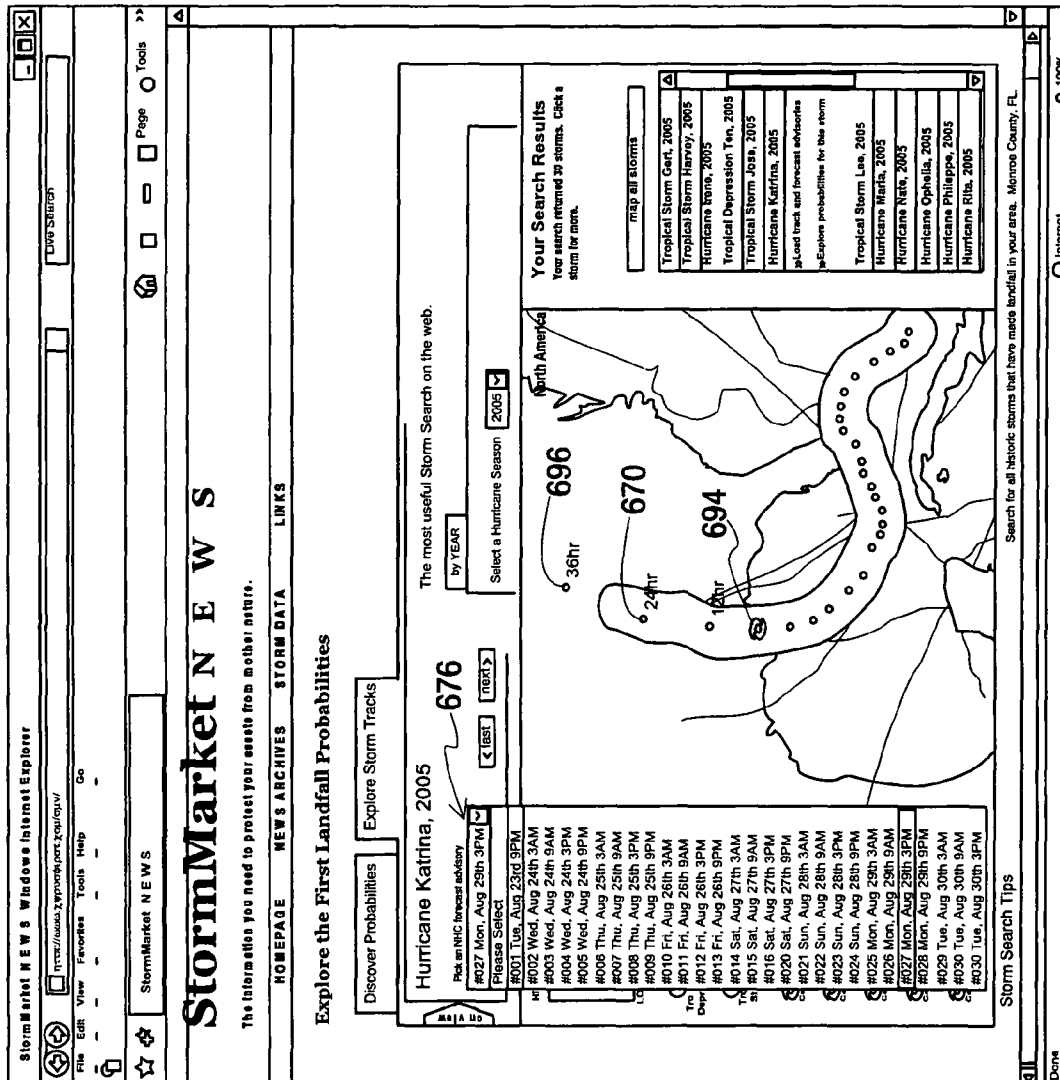 StormMarket N E W S Windows Internet Explorer
Live Search
File Edit View Favorites Tools Help Go
StormMarket N E W S
Page Tools
StormMarket N E W S
The information you need to protect your assets from mother nature.
HOMEPAGE NEWS ARCHIVES STORM DATA LINKS
Explore the First Landfall Probabilities
Discover Probabilities Explore Storm Tracks
Hurricane Katrina, 2005
The most useful Storm Search on the web.
Pick an NHC forecast advisory
676
by YEAR
Select a Hurricane Season 2005
< last next >
#027 Mon, Aug 29th 3PM
Please Select
#001 Tue, Aug 23rd 9PM
#002 Wed, Aug 24th 3AM
#003 Wed, Aug 24th 9AM
#004 Wed, Aug 24th 3PM
#005 Wed, Aug 24th 9PM
#006 Thu, Aug 25th 3AM
#007 Thu, Aug 25th 9AM
#008 Thu, Aug 25th 3PM
#009 Thu, Aug 25th 9PM
#010 Fri, Aug 26th 3AM
#011 Fri, Aug 26th 9AM
#012 Fri, Aug 26th 3PM
#013 Fri, Aug 26th 9PM
#014 Sat, Aug 27th 3AM
#015 Sat, Aug 27th 9AM
#016 Sat, Aug 27th 3PM
#020 Sat, Aug 27th 9PM
#021 Sun, Aug 28th 3AM
#022 Sun, Aug 28th 9AM
#023 Sun, Aug 28th 3PM
#024 Sun, Aug 28th 9PM
#025 Mon, Aug 29th 3AM
#026 Mon, Aug 29th 9AM
#027 Mon, Aug 29th 3PM
#028 Mon, Aug 29th 9PM
#029 Tue, Aug 30th 3AM
#030 Tue, Aug 30th 9AM
#030 Tue, Aug 30th 3PM
36hr
696
24hr
670
12hr
694
North America
Your Search Results
Your search returned 30 storms. Click a
storm for more.
map all storms
Tropical Storm Gert, 2005
Tropical Storm Harvey, 2005
Hurricane Irene, 2005
Tropical Depression Ten, 2005
Tropical Storm Jose, 2005
Hurricane Katrina, 2005
»Load track and forecast advisories
»Explore probabilities for this storm
Tropical Storm Lee, 2005
Hurricane Maria, 2005
Hurricane Nate, 2005
Hurricane Ophelia, 2005
Hurricane Philippe, 2005
Hurricane Rita, 2005
Storm Search Tips
Search for all historic storms that have made landfall in your area. Monroe County, FL.
Done
Internet
100%